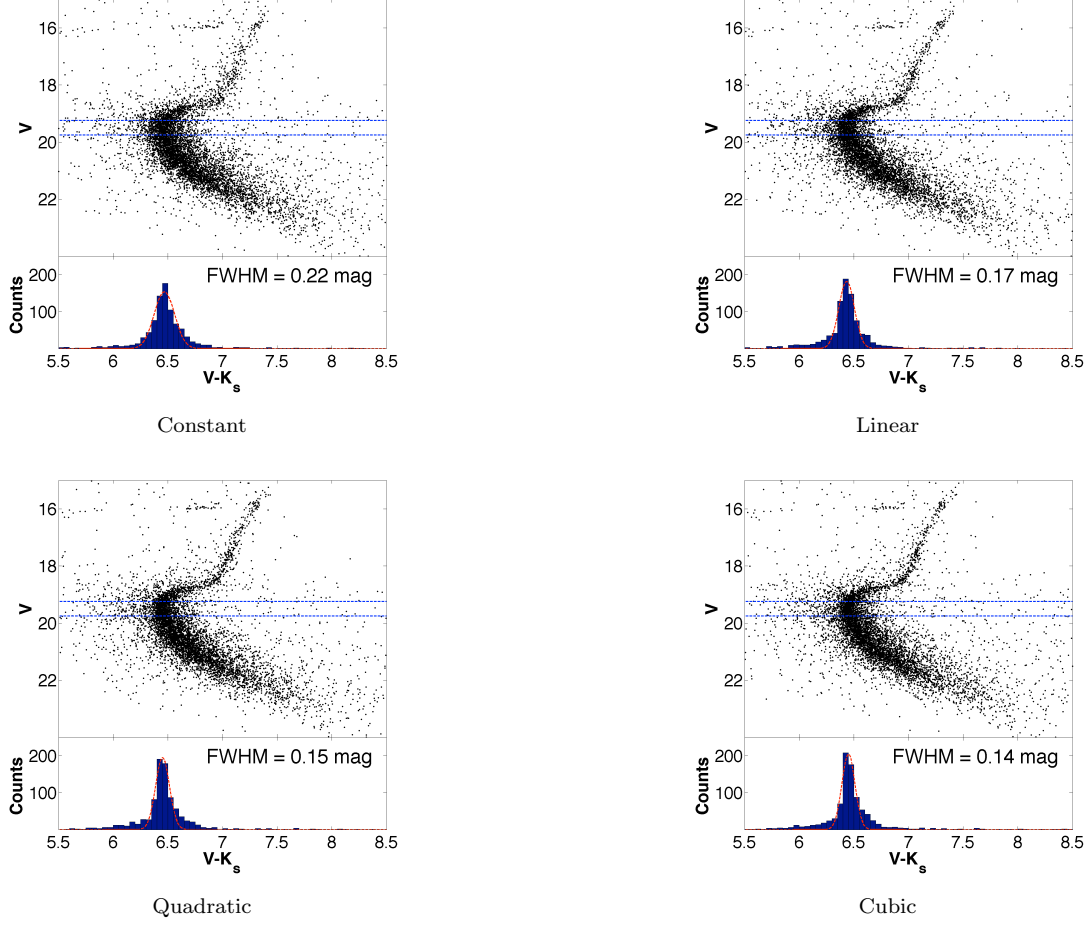 16
18
20
22
V
FWHM = 0.22 mag
200
100
Counts
5.5 6 6.5 7 7.5 8 8.5
V-Ks
Constant
16
18
20
22
V
FWHM = 0.17 mag
200
100
Counts
5.5 6 6.5 7 7.5 8 8.5
V-Ks
Linear
16
18
20
22
V
FWHM = 0.15 mag
200
100
Counts
5.5 6 6.5 7 7.5 8 8.5
V-Ks
Quadratic
16
18
20
22
V
FWHM = 0.14 mag
200
100
Counts
5.5 6 6.5 7 7.5 8 8.5
V-Ks
Cubic